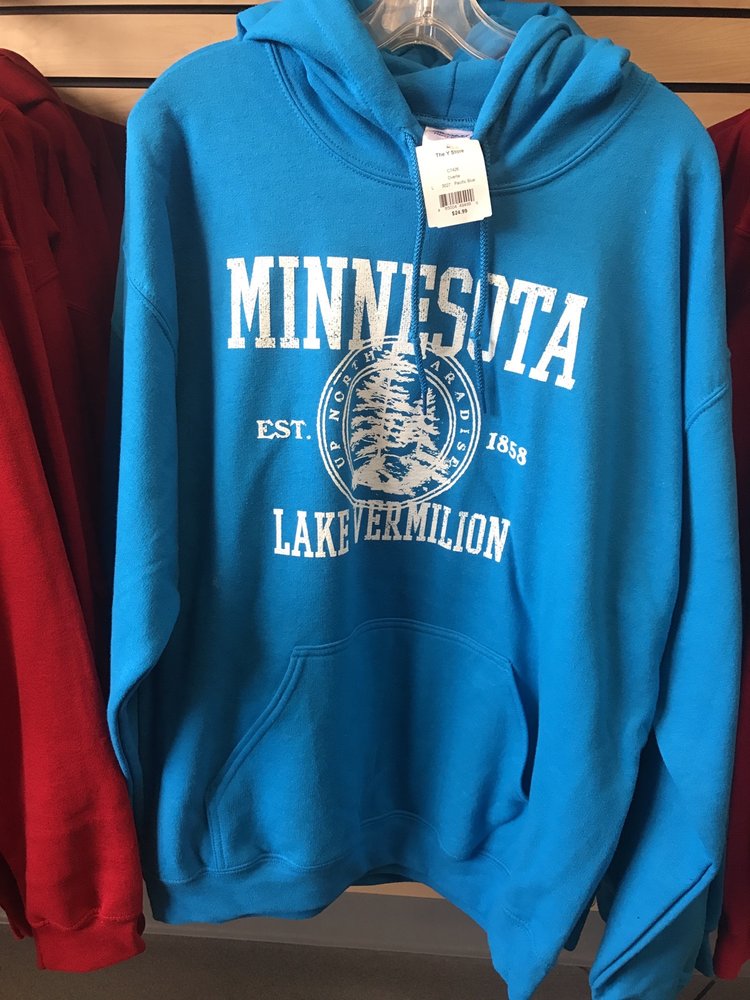 The Y Store
$24.99
MINNESOTA
UP NORTH PARADISE
EST. 1858
LAKE VERMILION